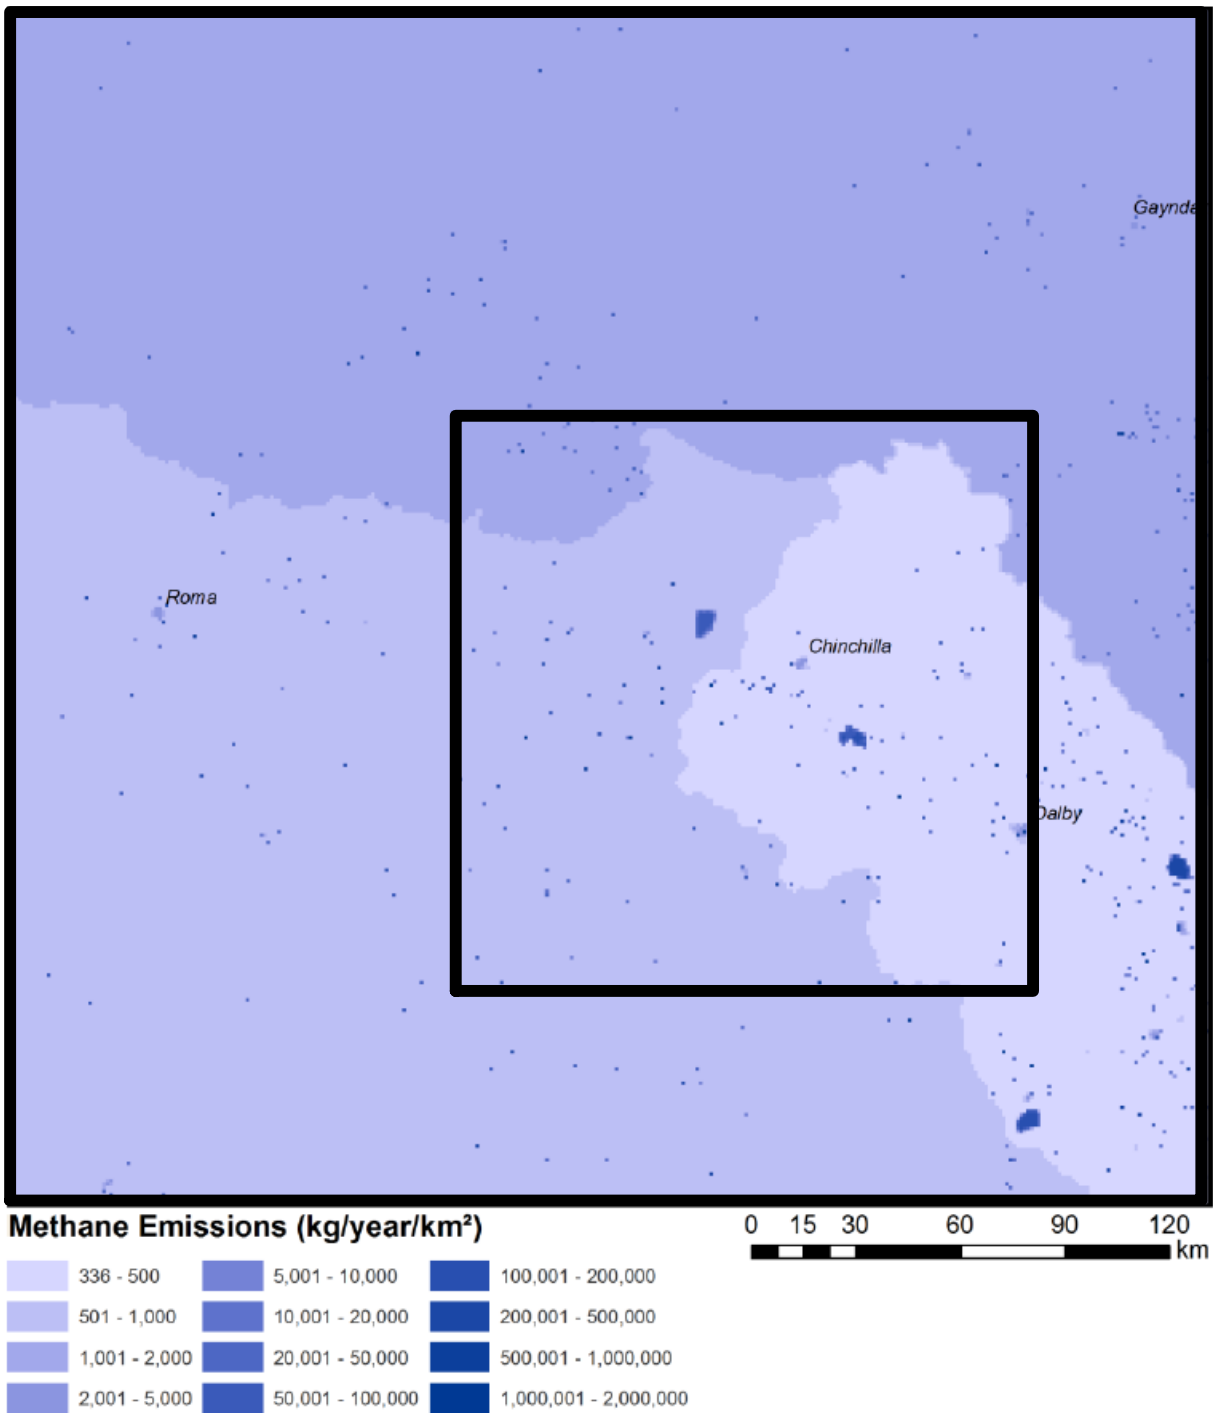 Gaynda
Roma
Chinchilla
Dalby
Methane Emissions (kg/year/km²)
0 15 30 60 90 120
km
336 - 500
5,001 - 10,000
100,001 - 200,000
501 - 1,000
10,001 - 20,000
200,001 - 500,000
1,001 - 2,000
20,001 - 50,000
500,001 - 1,000,000
2,001 - 5,000
50,001 - 100,000
1,000,001 - 2,000,000